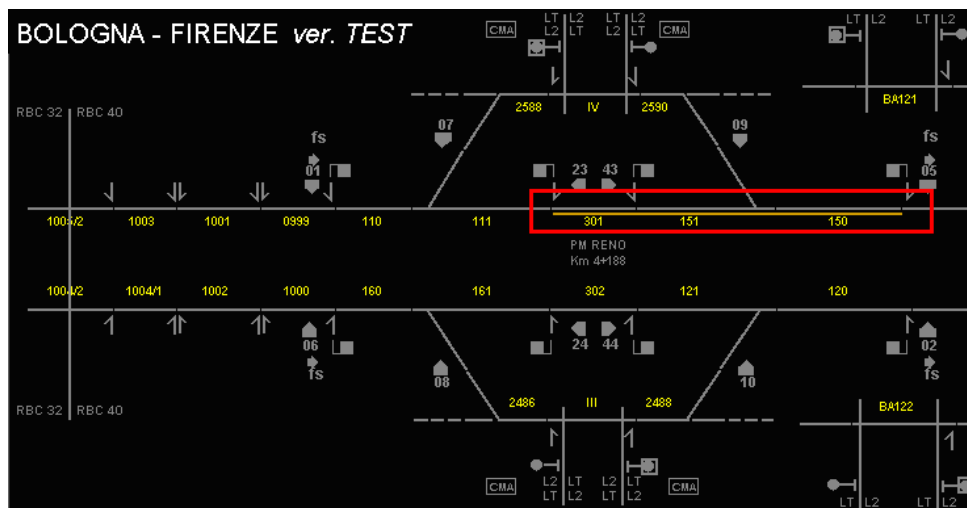 BOLOGNA - FIRENZE ver. TEST
CMA
LT L2
L2 LT
L2 LT
LT L2
CMA
LT L2
LT L2
2588 IV 2590
BA121
RBC 32 RBC 40
07
09
fs
fs
01
23 43
05
1005/2 1003 1001 0999 110 111 301 151 150
PM RENO
Km 4+188
1004/2 1004/1 1002 1000 160 161 302 121 120
06
24 44
02
fs
fs
08
10
2486 III 2488
BA122
RBC 32 RBC 40
CMA
L2 LT
LT L2
L2 LT
LT L2
CMA
LT L2
LT L2